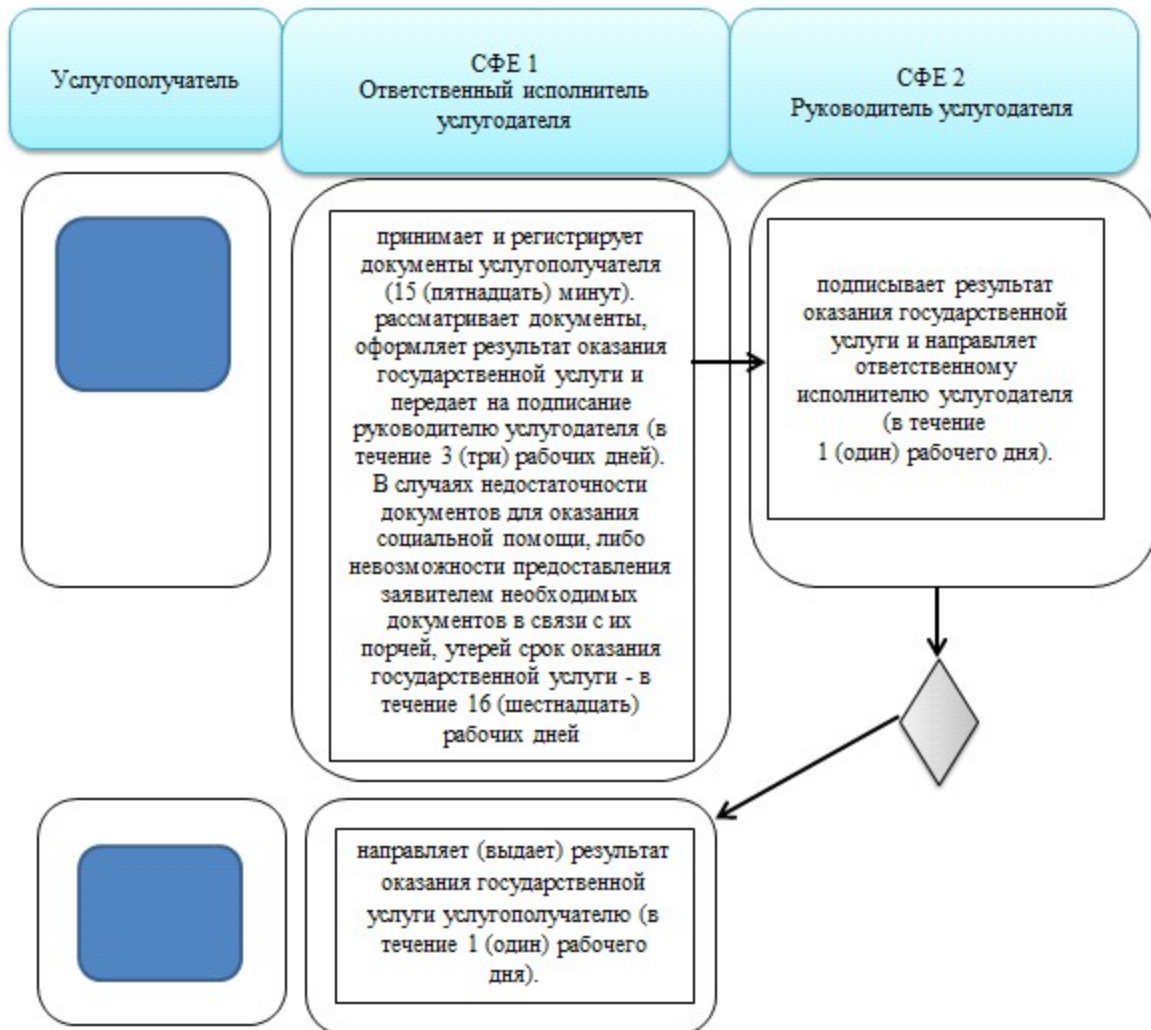 Услугополучатель
СФЕ 1
Ответственный исполнитель
услугодателя
СФЕ 2
Руководитель услугодателя
принимает и регистрирует
документы услугополучателя
(15 (пятнадцать) минут).
рассматривает документы,
оформляет результат оказания
государственной услуги и
передает на подписание
руководителю услугодателя (в
течение 3 (три) рабочих дней).
В случаях недостаточности
документов для оказания
социальной помощи, либо
невозможности предоставления
заявителем необходимых
документов в связи с их
порчей, утерей срок оказания
государственной услуги - в
течение 16 (шестнадцать)
рабочих дней
подписывает результат
оказания государственной
услуги и направляет
ответственному
исполнителю услугодателя
(в течение
1 (один) рабочего дня).
направляет (выдает) результат
оказания государственной
услуги услугополучателю (в
течение 1 (один) рабочего
дня).